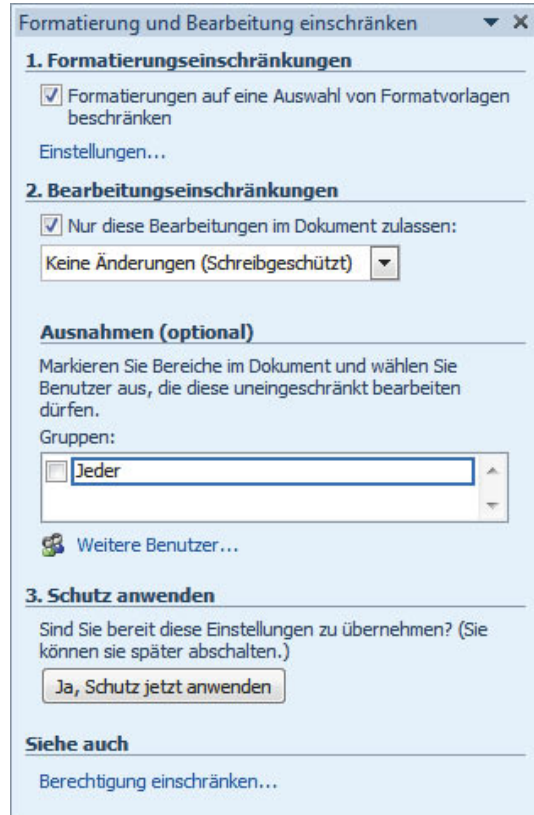 Formatierung und Bearbeitung einschränken
1. Formatierungseinschränkungen
Formatierungen auf eine Auswahl von Formatvorlagen
beschränken
Einstellungen...
2. Bearbeitungseinschränkungen
Nur diese Bearbeitungen im Dokument zulassen:
Keine Änderungen (Schreibgeschützt)
Ausnahmen (optional)
Markieren Sie Bereiche im Dokument und wählen Sie
Benutzer aus, die diese uneingeschränkt bearbeiten
dürfen.
Gruppen:
Jeder
Weitere Benutzer...
3. Schutz anwenden
Sind Sie bereit diese Einstellungen zu übernehmen? (Sie
können sie später abschalten.)
Ja, Schutz jetzt anwenden
Siehe auch
Berechtigung einschränken...